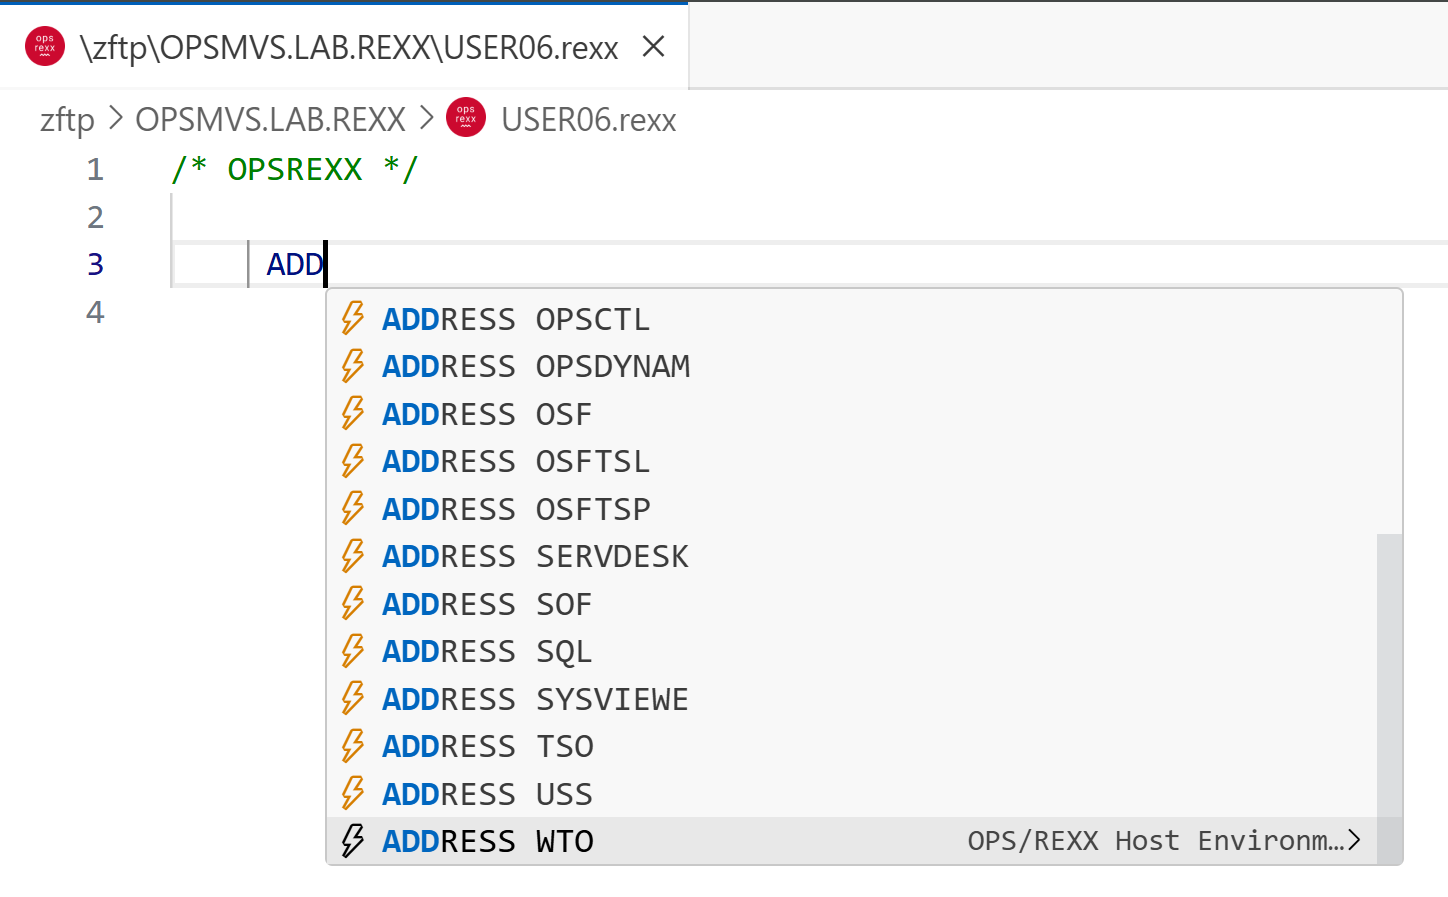 ops
rexx
\zftp\OPSMVS.LAB.REXX\USER06.rexx
zftp > OPSMVS.LAB.REXX > ops rexx USER06.rexx
1 /* OPSREXX */
2
3 ADD
4
ADDRESS OPSCTL
ADDRESS OPSDYNAM
ADDRESS OSF
ADDRESS OSFTSL
ADDRESS OSFTSP
ADDRESS SERVDESK
ADDRESS SOF
ADDRESS SQL
ADDRESS SYSVIEWE
ADDRESS TSO
ADDRESS USS
ADDRESS WTO OPS/REXX Host Environm…>